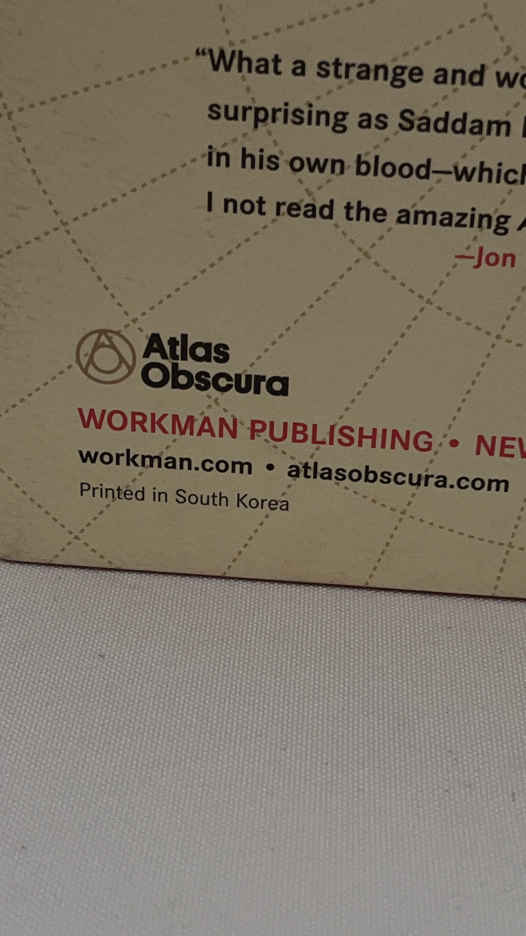 “What a strange and
surprising as Saddam
in his own blood—which
I not read the amazing
—Jon
Atlas
Obscura
WORKMAN PUBLISHING •
workman.com • atlasobscura.com
Printed in South Korea